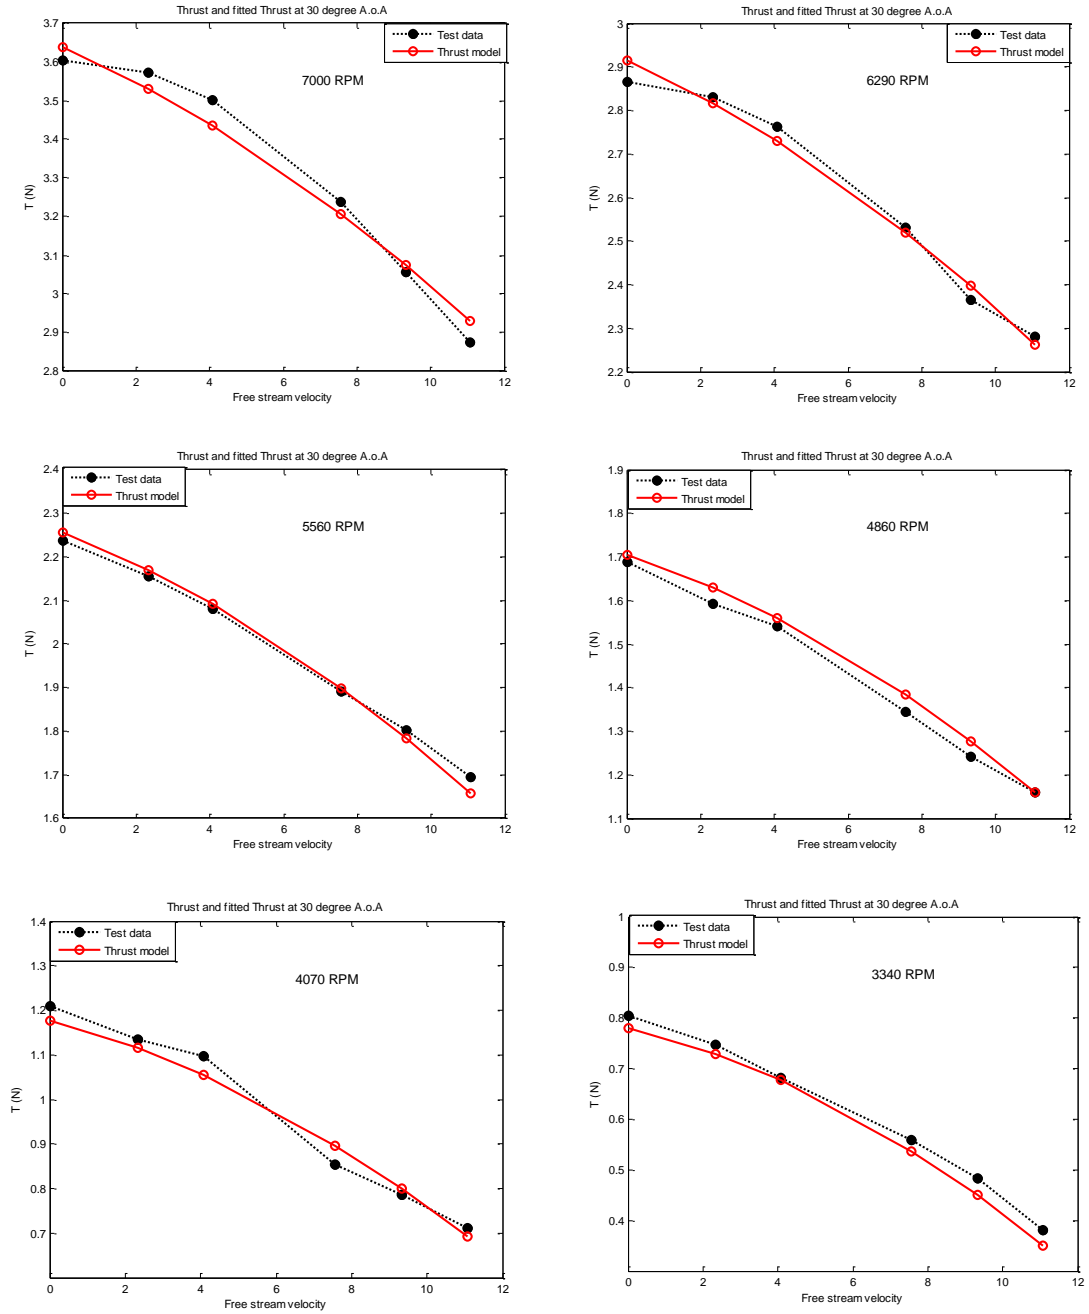 Thrust and fitted Thrust at 30 degree A.o.A
3.7
3.6
3.5
3.4
3.3
3.2
3.1
3
2.9
2.8
T (N)
Test data
Thrust model
7000 RPM
0 2 4 6 8 10 12
Free stream velocity
Thrust and fitted Thrust at 30 degree A.o.A
3
2.9
2.8
2.7
2.6
2.5
2.4
2.3
2.2
T (N)
Test data
Thrust model
6290 RPM
0 2 4 6 8 10 12
Free stream velocity
Thrust and fitted Thrust at 30 degree A.o.A
2.4
2.3
2.2
2.1
2
1.9
1.8
1.7
1.6
T (N)
Test data
Thrust model
5560 RPM
0 2 4 6 8 10 12
Free stream velocity
Thrust and fitted Thrust at 30 degree A.o.A
1.9
1.8
1.7
1.6
1.5
1.4
1.3
1.2
1.1
T (N)
Test data
Thrust model
4860 RPM
0 2 4 6 8 10 12
Free stream velocity
Thrust and fitted Thrust at 30 degree A.o.A
1.4
1.3
1.2
1.1
1
0.9
0.8
0.7
T (N)
Test data
Thrust model
4070 RPM
0 2 4 6 8 10 12
Free stream velocity
Thrust and fitted Thrust at 30 degree A.o.A
1
0.9
0.8
0.7
0.6
0.5
0.4
T (N)
Test data
Thrust model
3340 RPM
0 2 4 6 8 10 12
Free stream velocity